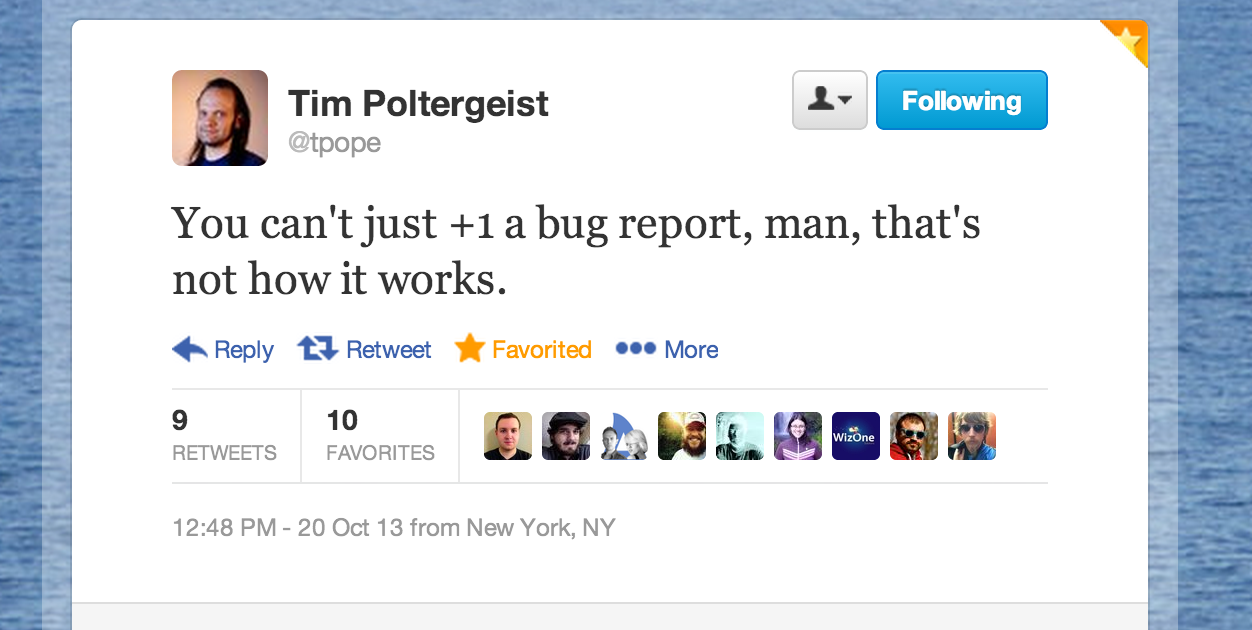 Tim Poltergeist
@tpope
Following
You can't just +1 a bug report, man, that's
not how it works.
Reply Retweet Favorited More
9 10
RETWEETS FAVORITES
WizOne
12:48 PM - 20 Oct 13 from New York, NY